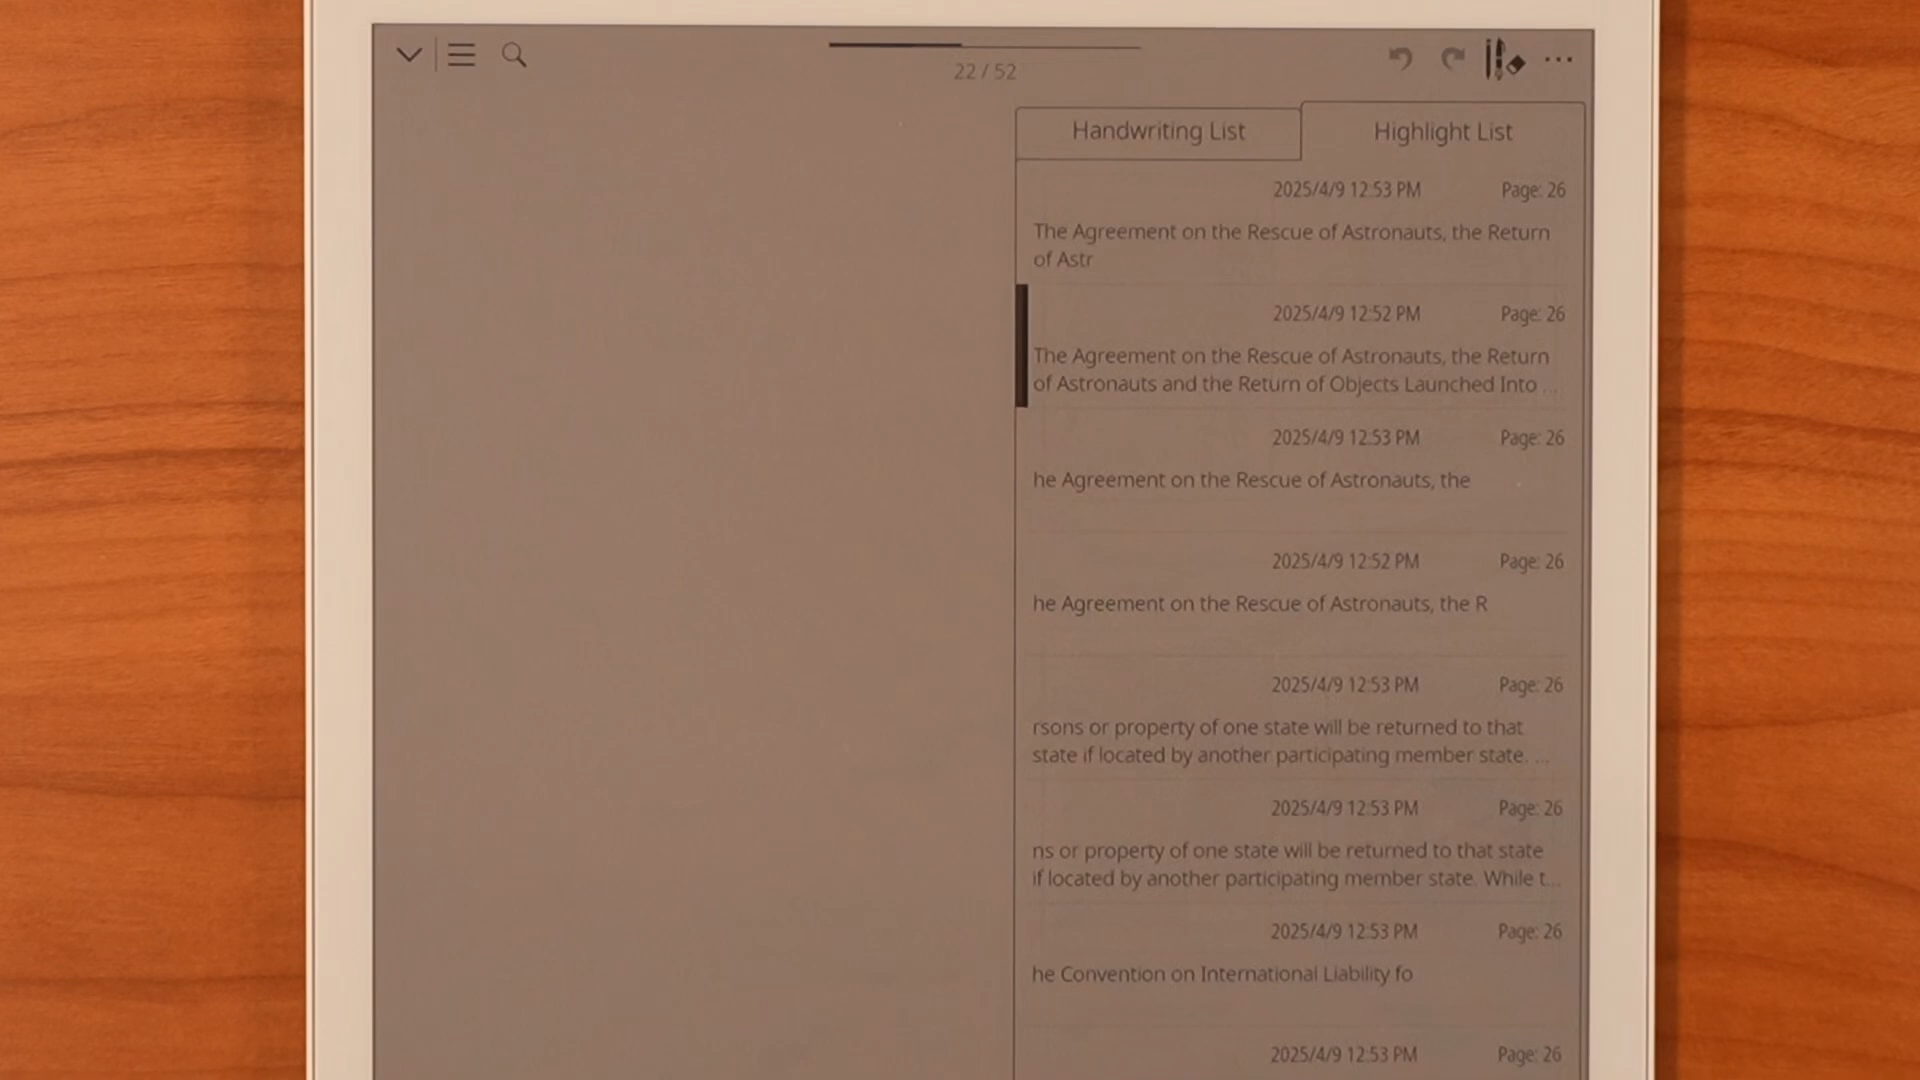 22 / 52
Handwriting List
Highlight List
2025/4/9 12:53 PM Page: 26
The Agreement on the Rescue of Astronauts, the Return
of Astr
2025/4/9 12:52 PM Page: 26
The Agreement on the Rescue of Astronauts, the Return
of Astronauts and the Return of Objects Launched Into ...
2025/4/9 12:53 PM Page: 26
he Agreement on the Rescue of Astronauts, the
2025/4/9 12:52 PM Page: 26
he Agreement on the Rescue of Astronauts, the R
2025/4/9 12:53 PM Page: 26
rsons or property of one state will be returned to that
state if located by another participating member state. ...
2025/4/9 12:53 PM Page: 26
ns or property of one state will be returned to that state
if located by another participating member state. While t...
2025/4/9 12:53 PM Page: 26
he Convention on International Liability fo
2025/4/9 12:53 PM Page: 26